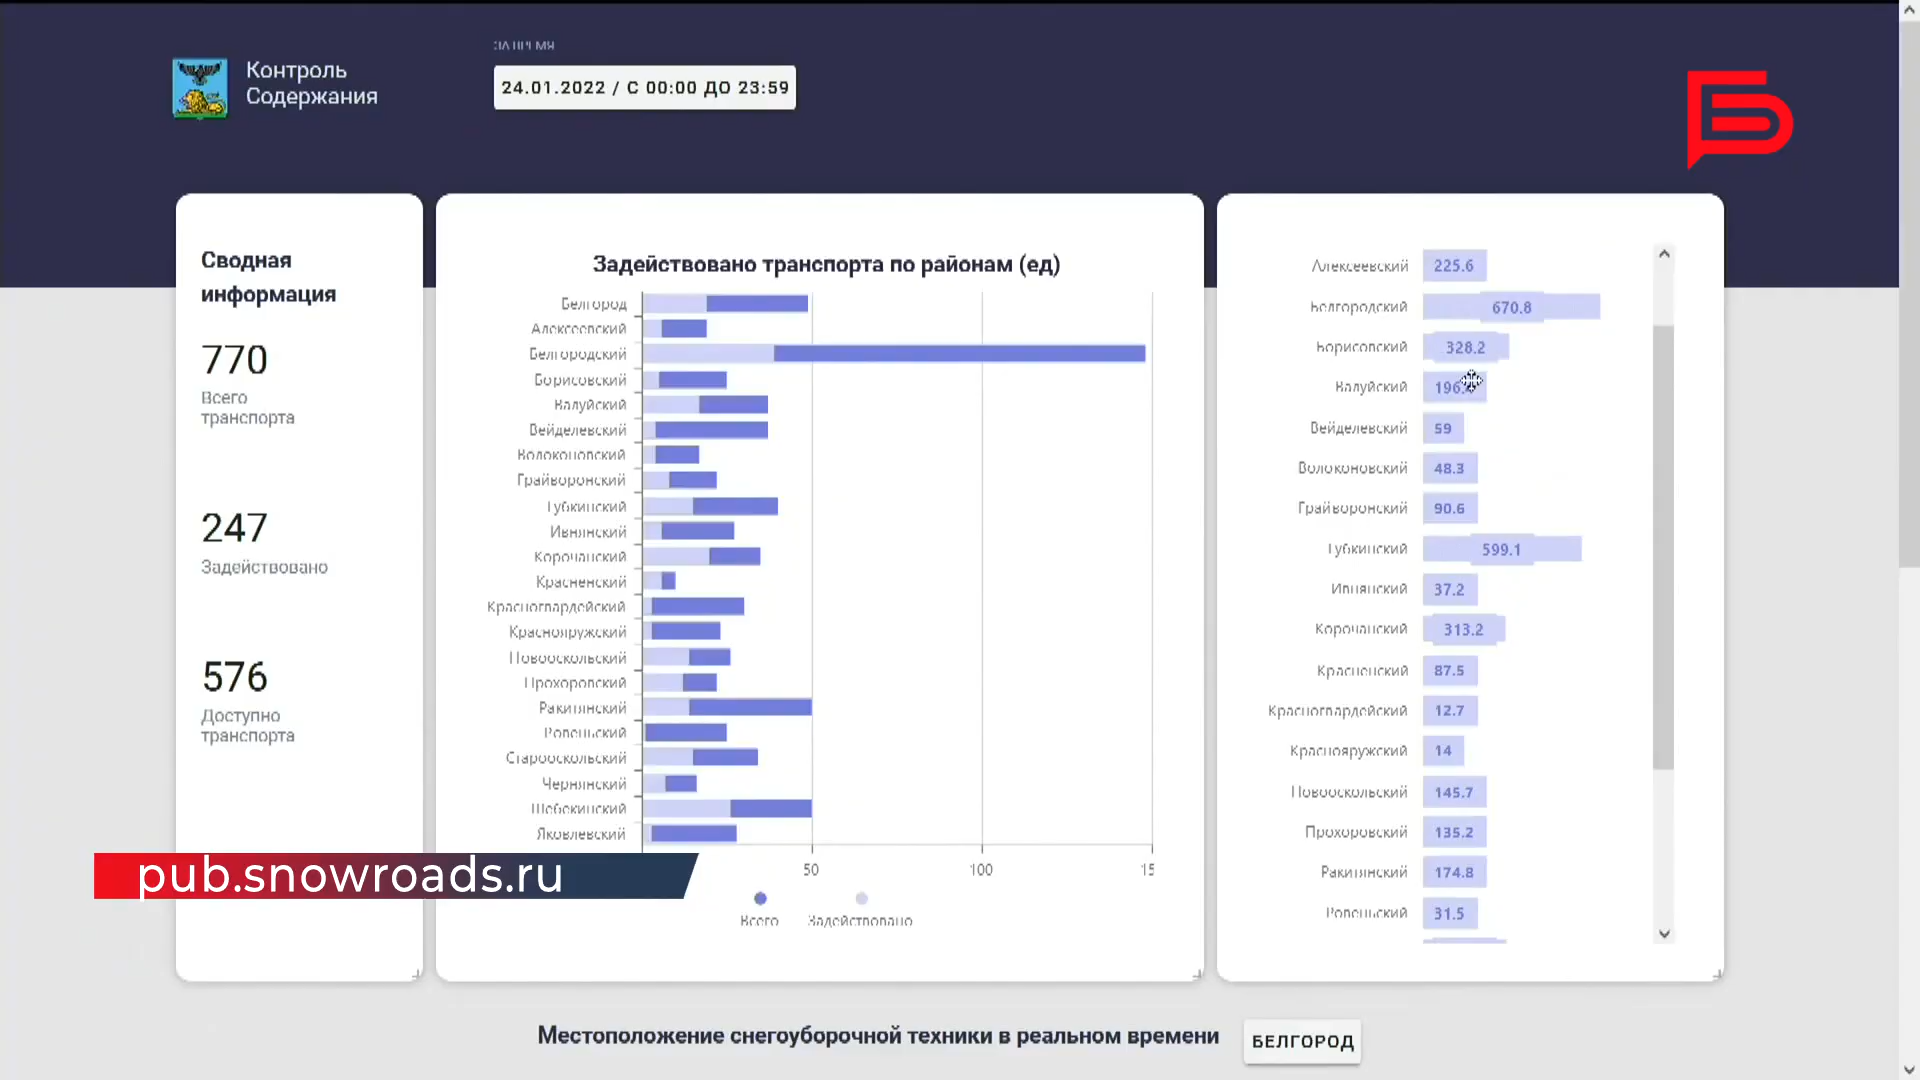 ЗА ВРЕМЯ
Контроль
Содержания
24.01.2022 / С 00:00 ДО 23:59
Сводная
информация
770
Всего
транспорта
247
Задействовано
576
Доступно
транспорта
Задействовано транспорта по районам (ед)
Белгород
Алексеевский
Белгородский
Борисовский
Валуйский
Вейделевский
Волоконовский
Грайворонский
Губкинский
Ивнянский
Корочанский
Красненский
Красногвардейский
Краснояружский
Новооскольский
Прохоровский
Ракитянский
Ровеньский
Старооскольский
Чернянский
Шебекинский
Яковлевский
50
100
15
Всего
Задействовано
Алексеевский 225.6
Белгородский 670.8
Борисовский 328.2
Валуйский 196.
Вейделевский 59
Волоконовский 48.3
Грайворонский 90.6
Губкинский 599.1
Ивнянский 37.2
Корочанский 313.2
Красненский 87.5
Красногвардейский 12.7
Краснояружский 14
Новооскольский 145.7
Прохоровский 135.2
Ракитянский 174.8
Ровеньский 31.5
pub.snowroads.ru
Местоположение снегоуборочной техники в реальном времени
БЕЛГОРОД